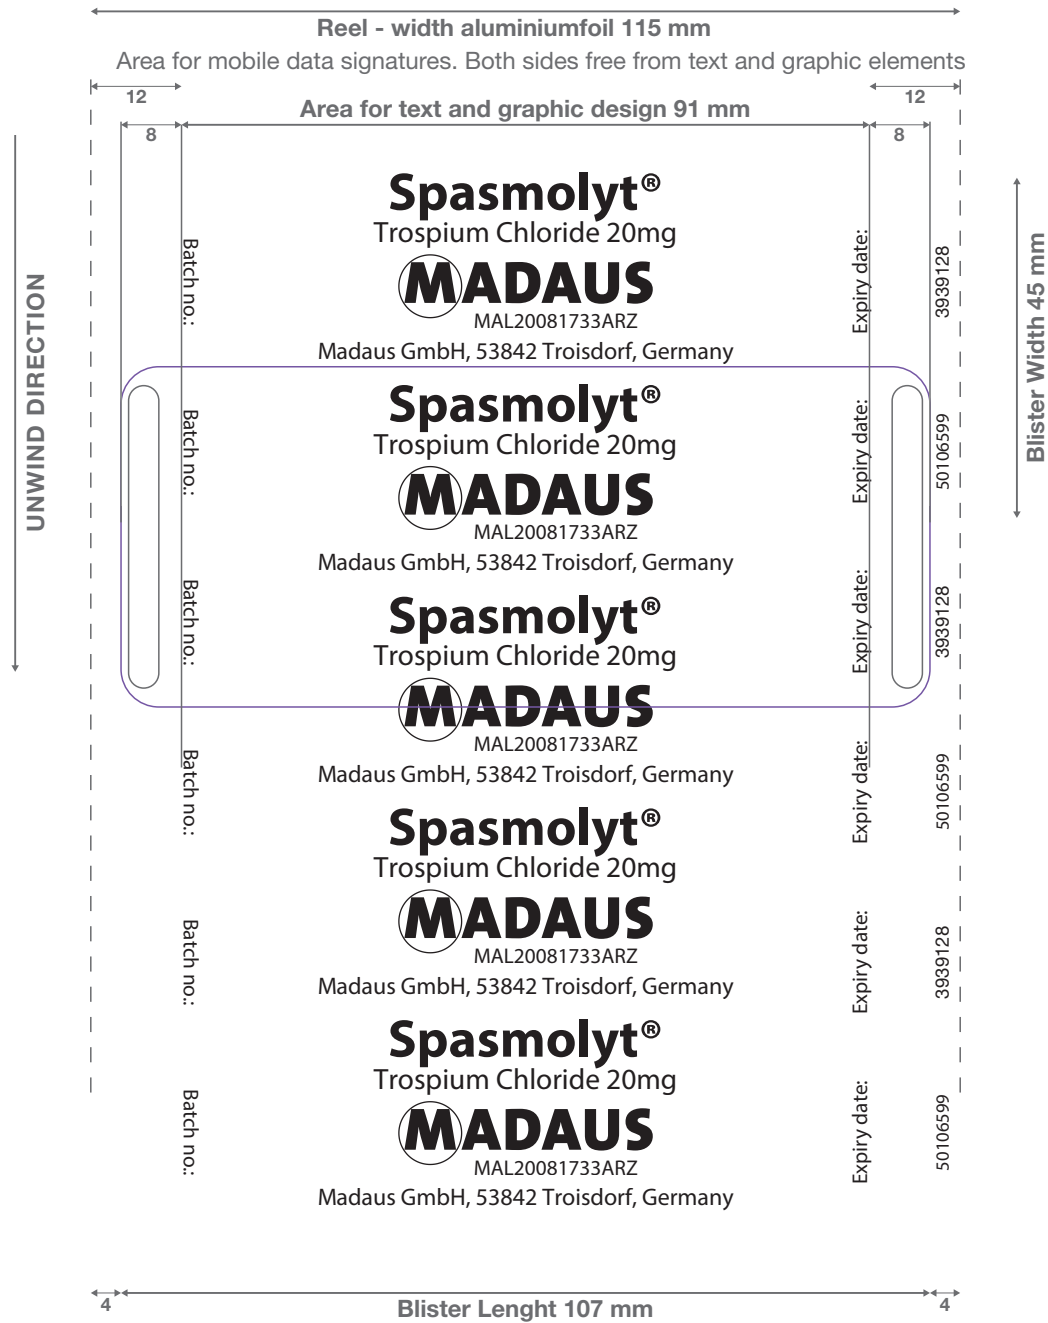 Reel - width aluminiumfoil 115 mm
Area for mobile data signatures. Both sides free from text and graphic elements
12
12
Area for text and graphic design 91 mm
8
8
UNWIND DIRECTION
Blister Width 45 mm
Spasmolyt®
Trospium Chloride 20mg
MADAUS
MAL20081733ARZ
Madaus GmbH, 53842 Troisdorf, Germany
Batch no.:
Expiry date:
3939128
Spasmolyt®
Trospium Chloride 20mg
MADAUS
MAL20081733ARZ
Madaus GmbH, 53842 Troisdorf, Germany
Batch no.:
Expiry date:
50106599
Spasmolyt®
Trospium Chloride 20mg
MADAUS
MAL20081733ARZ
Madaus GmbH, 53842 Troisdorf, Germany
Batch no.:
Expiry date:
3939128
Batch no.:
Expiry date:
50106599
Spasmolyt®
Trospium Chloride 20mg
MADAUS
MAL20081733ARZ
Madaus GmbH, 53842 Troisdorf, Germany
Batch no.:
Expiry date:
3939128
Spasmolyt®
Trospium Chloride 20mg
MADAUS
MAL20081733ARZ
Madaus GmbH, 53842 Troisdorf, Germany
Batch no.:
Expiry date:
50106599
4
Blister Lenght 107 mm
4